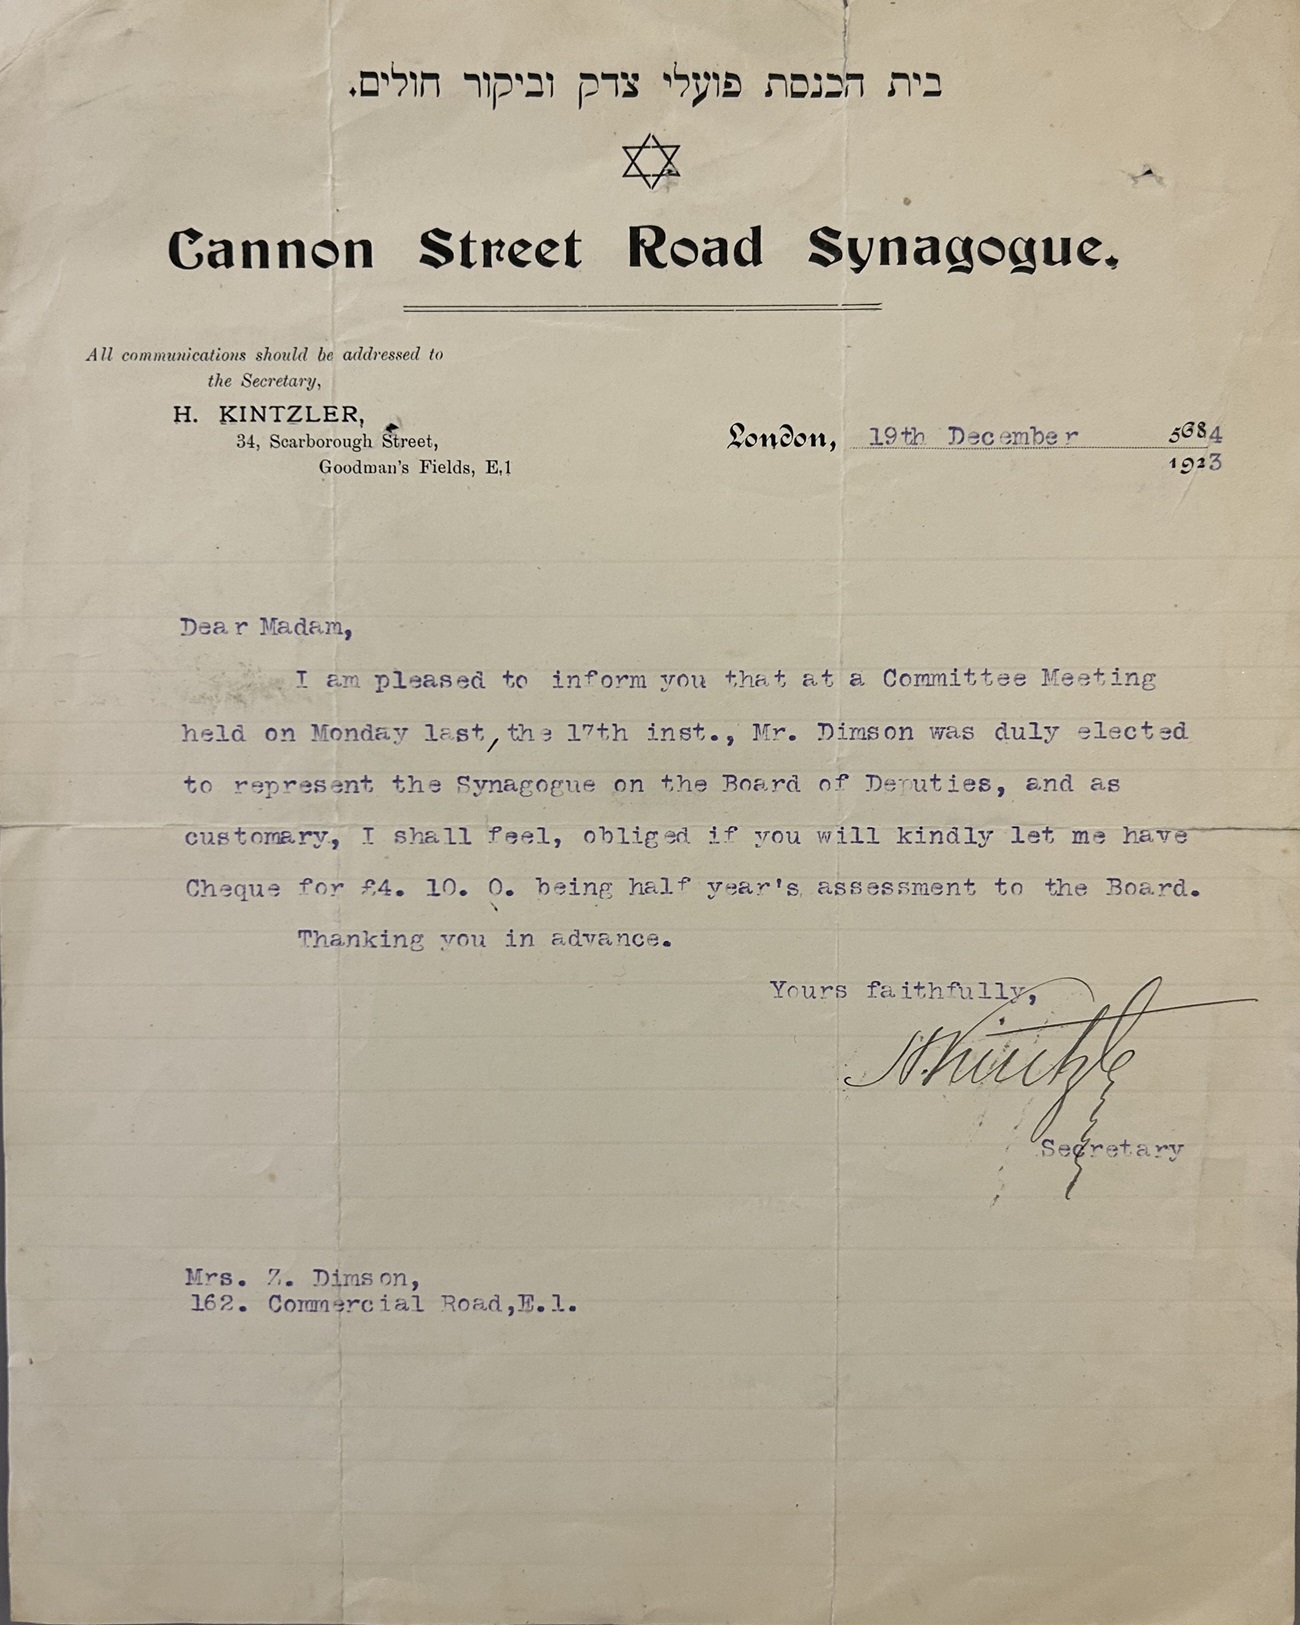 בית הכנסת פועלי צדק וביקור חולים.
Cannon Street Road Synagogue.
All communications should be addressed to
the Secretary,
H. KINTZLER,
34, Scarborough Street,
Goodman's Fields, E.1
London, 19th December 5684
1923
Dear Madam,
I am pleased to inform you that at a Committee Meeting
held on Monday last, the 17th inst., Mr. Dimson was duly elected
to represent the Synagogue on the Board of Deputies, and as
customary, I shall feel, obliged if you will kindly let me have
Cheque for £4. 10. 0. being half year's assessment to the Board.
Thanking you in advance.
Yours faithfully,
H. Kintzler
Secretary
Mrs. Z. Dimson,
162. Commercial Road,E.1.